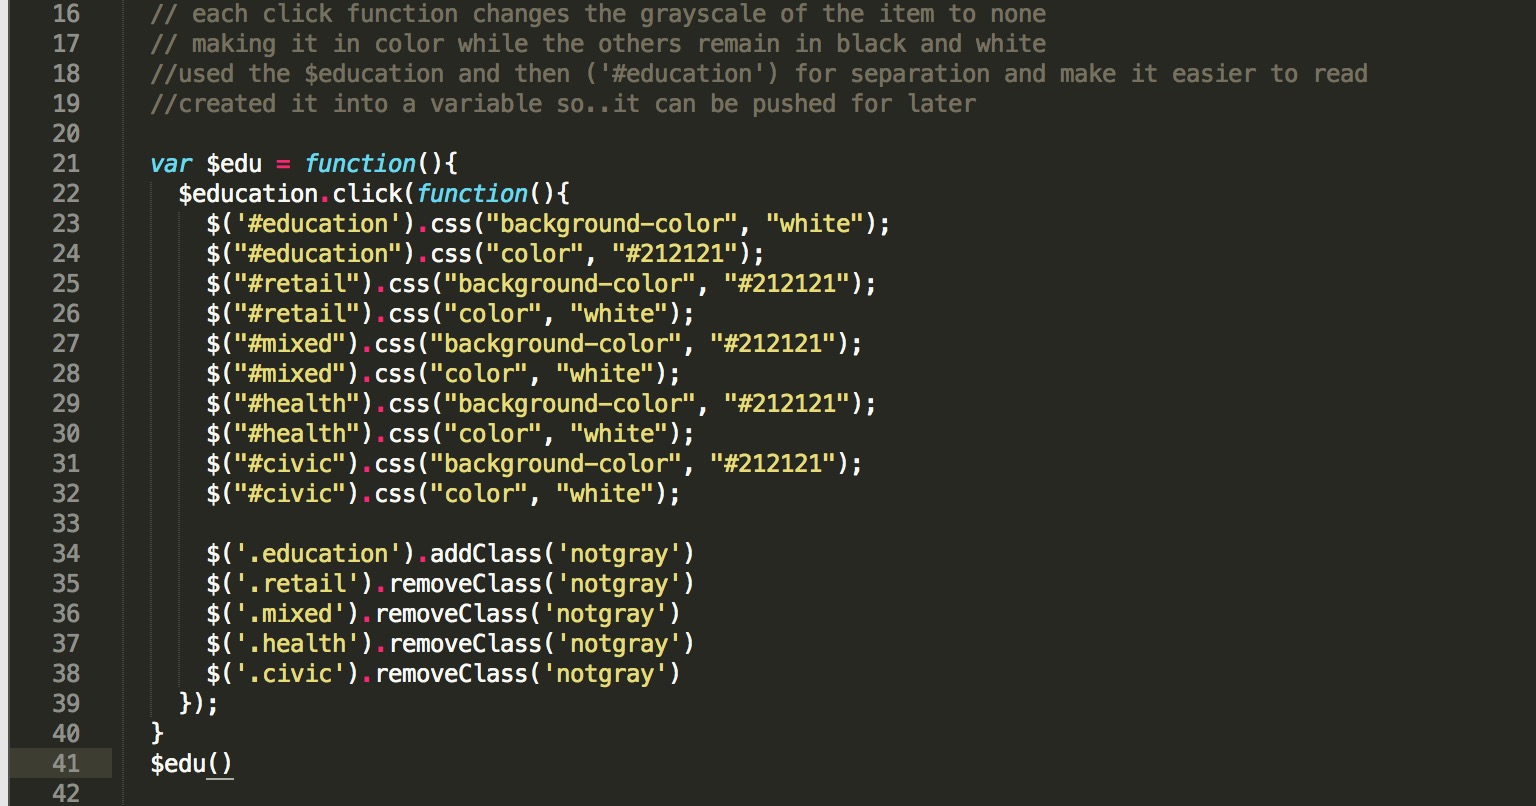 16 // each click function changes the grayscale of the item to none
17 // making it in color while the others remain in black and white
18 //used the $education and then ('#education') for separation and make it easier to read
19 //created it into a variable so..it can be pushed for later
20
21 var $edu = function(){
22 $education.click(function(){
23 $('#education').css("background-color", "white");
24 $("#education").css("color", "#212121");
25 $("#retail").css("background-color", "#212121");
26 $("#retail").css("color", "white");
27 $("#mixed").css("background-color", "#212121");
28 $("#mixed").css("color", "white");
29 $("#health").css("background-color", "#212121");
30 $("#health").css("color", "white");
31 $("#civic").css("background-color", "#212121");
32 $("#civic").css("color", "white");
33
34 $('.education').addClass('notgray')
35 $('.retail').removeClass('notgray')
36 $('.mixed').removeClass('notgray')
37 $('.health').removeClass('notgray')
38 $('.civic').removeClass('notgray')
39 });
40 }
41 $edu()
42